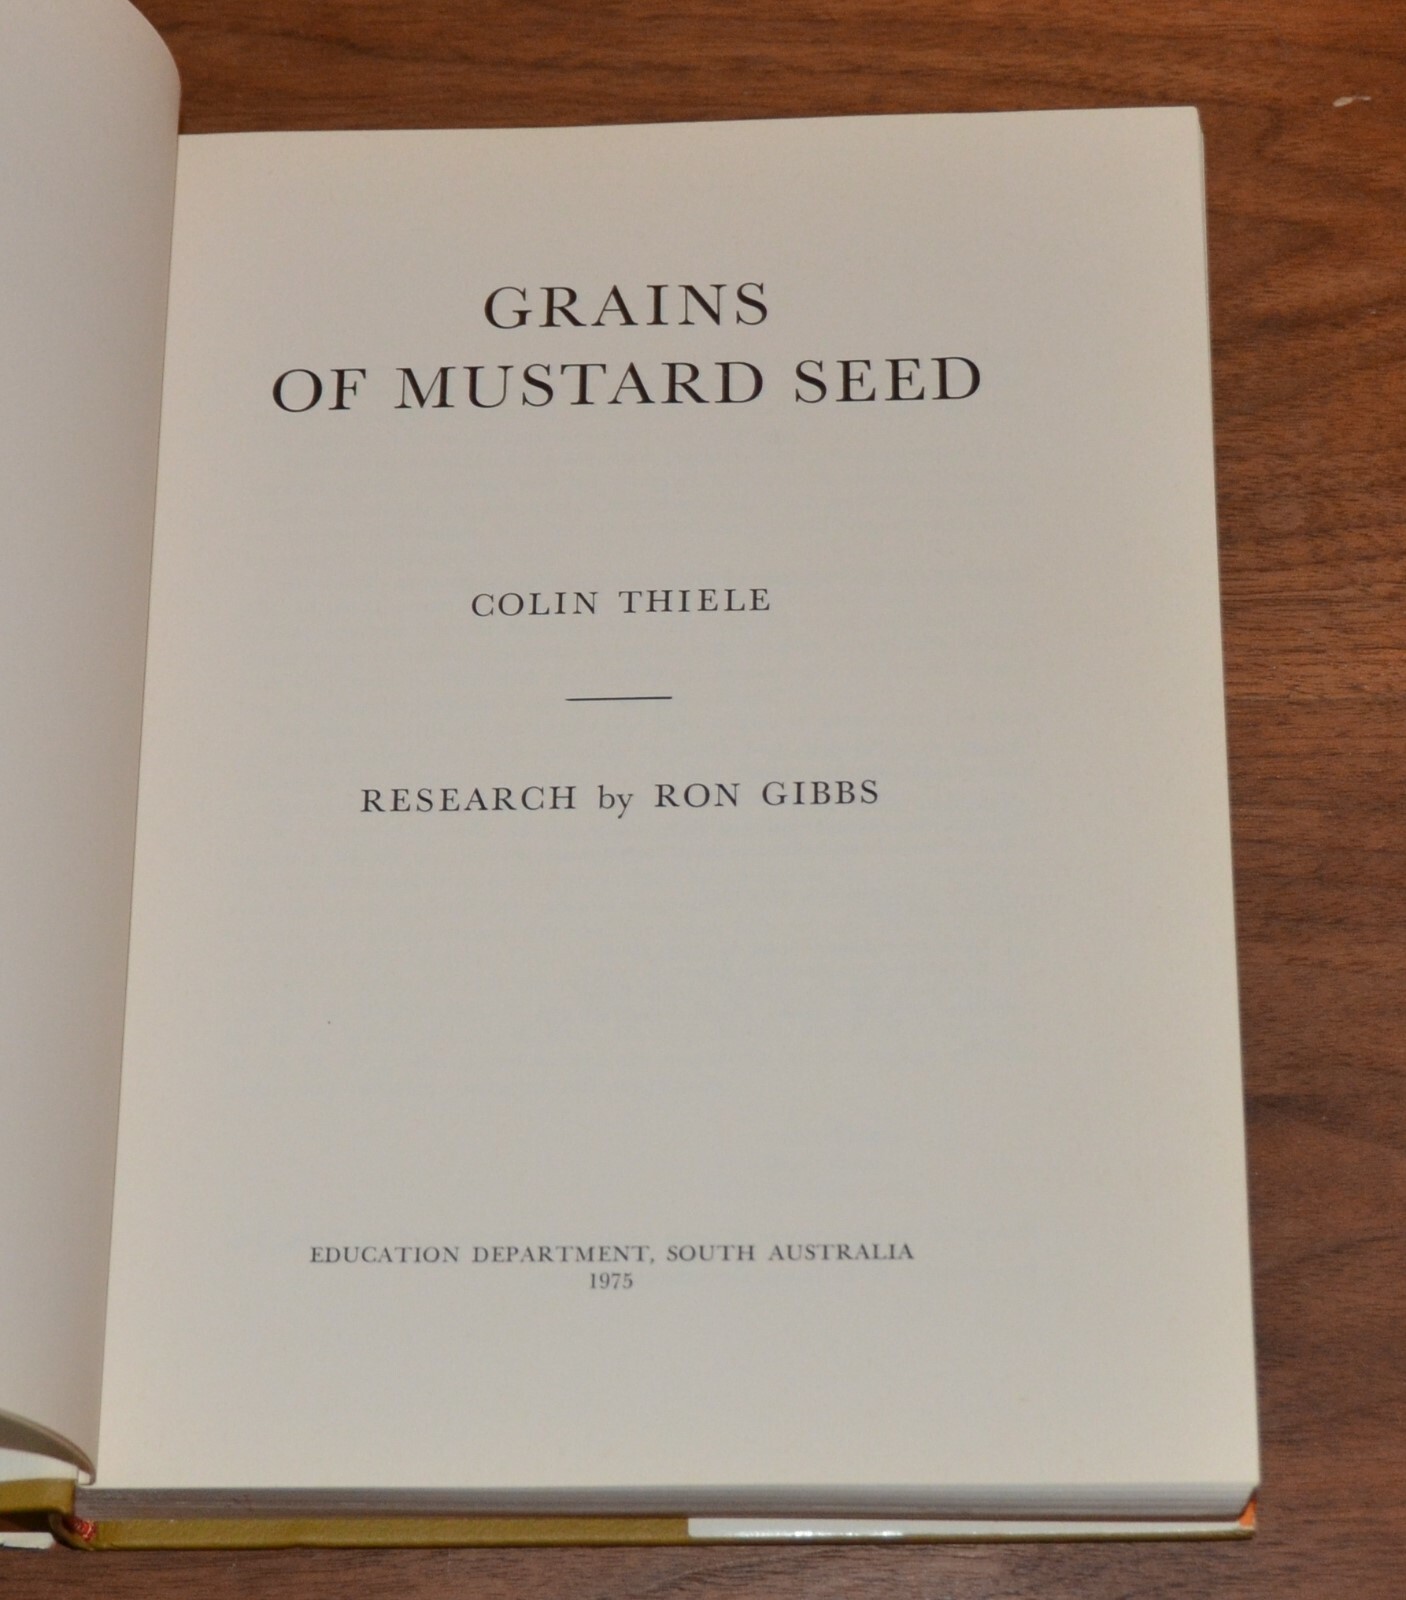 GRAINS
OF MUSTARD SEED
COLIN THIELE
RESEARCH by RON GIBBS
EDUCATION DEPARTMENT, SOUTH AUSTRALIA
1975